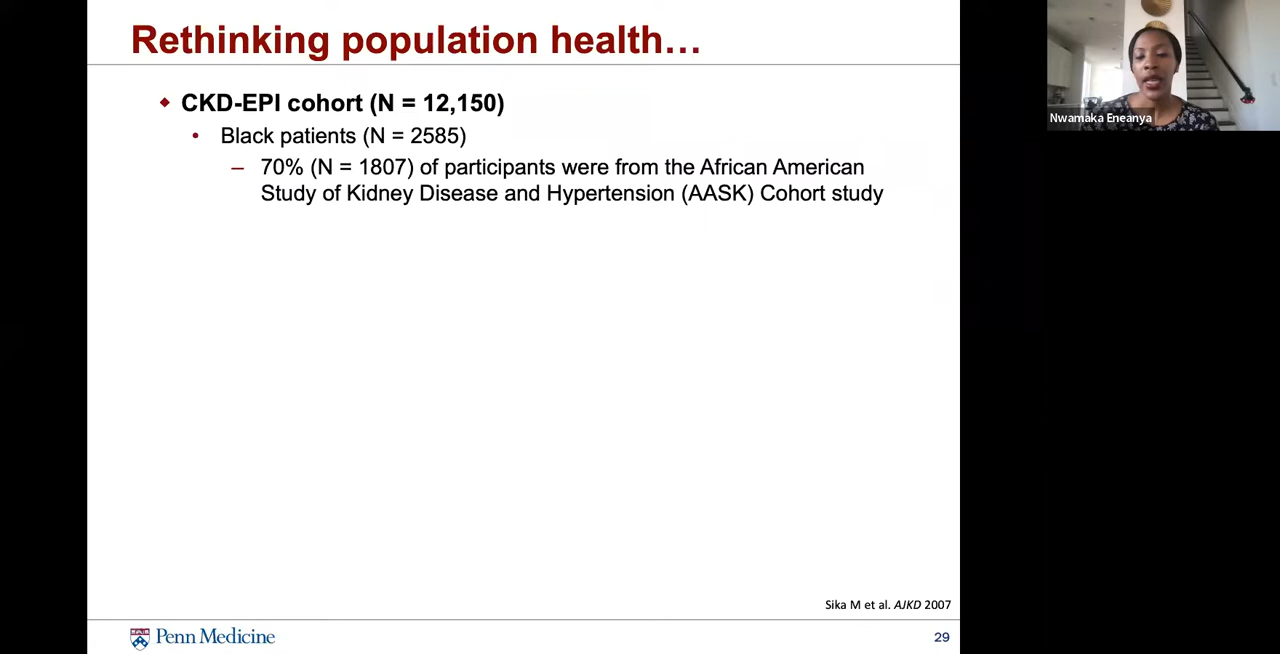 Rethinking population health…
CKD-EPI cohort (N = 12,150)
Black patients (N = 2585)
– 70% (N = 1807) of participants were from the African American
Study of Kidney Disease and Hypertension (AASK) Cohort study
Sika M et al. AJKD 2007
Penn Medicine
29
Nwamaka Eneanya